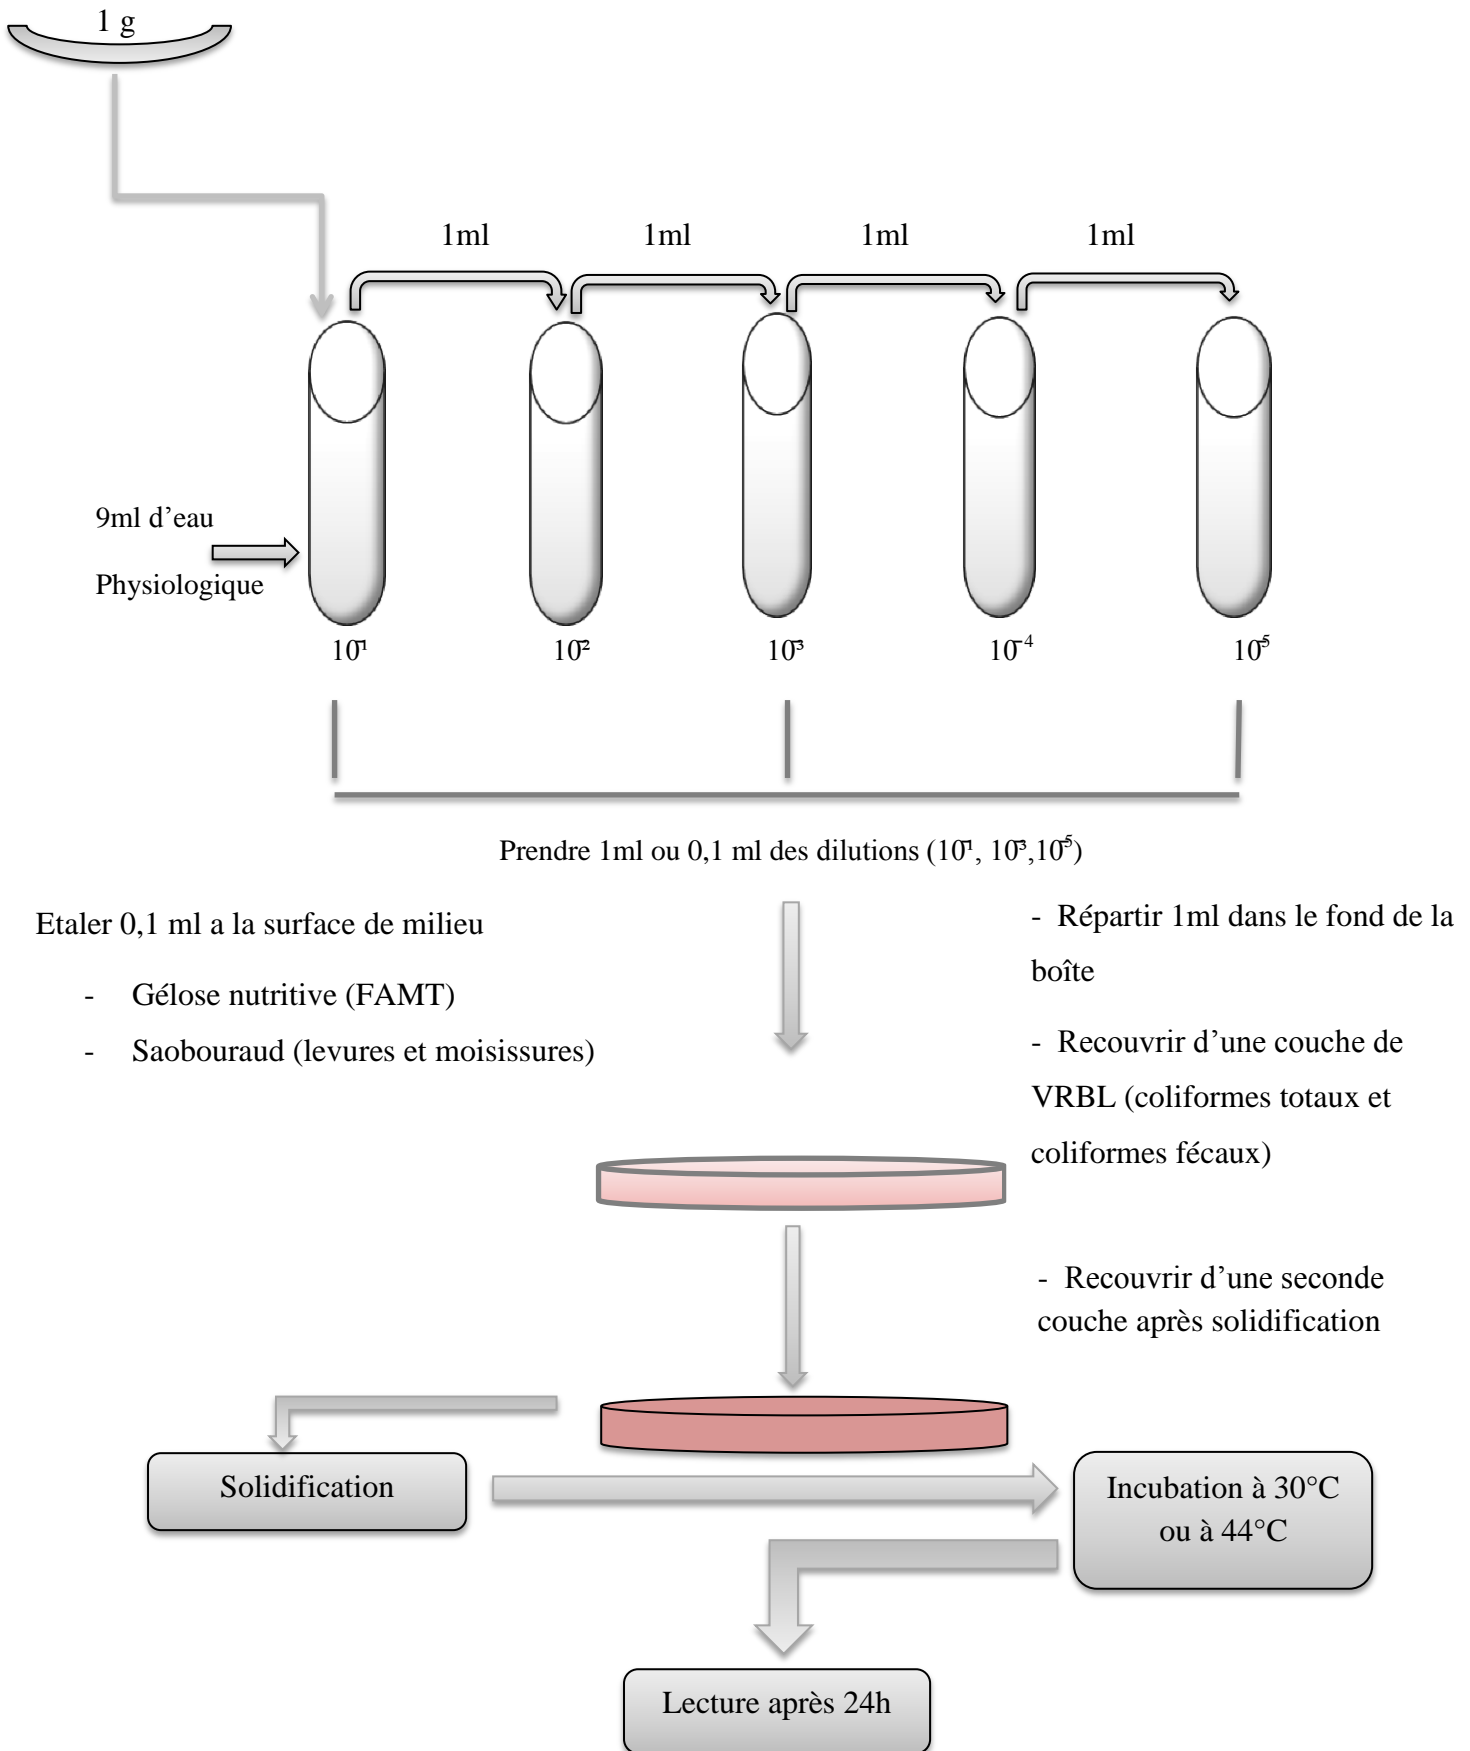 1 g
1ml 1ml 1ml 1ml
9ml d’eau
Physiologique
10⁻¹ 10⁻² 10⁻³ 10⁻⁴ 10⁻⁵
Prendre 1ml ou 0,1 ml des dilutions (10⁻¹, 10⁻³,10⁻⁵)
Etaler 0,1 ml a la surface de milieu
- Gélose nutritive (FAMT)
- Saobouraud (levures et moisissures)
- Répartir 1ml dans le fond de la
boîte
- Recouvrir d’une couche de
VRBL (coliformes totaux et
coliformes fécaux)
- Recouvrir d’une seconde
couche après solidification
Solidification
Incubation à 30°C
ou à 44°C
Lecture après 24h